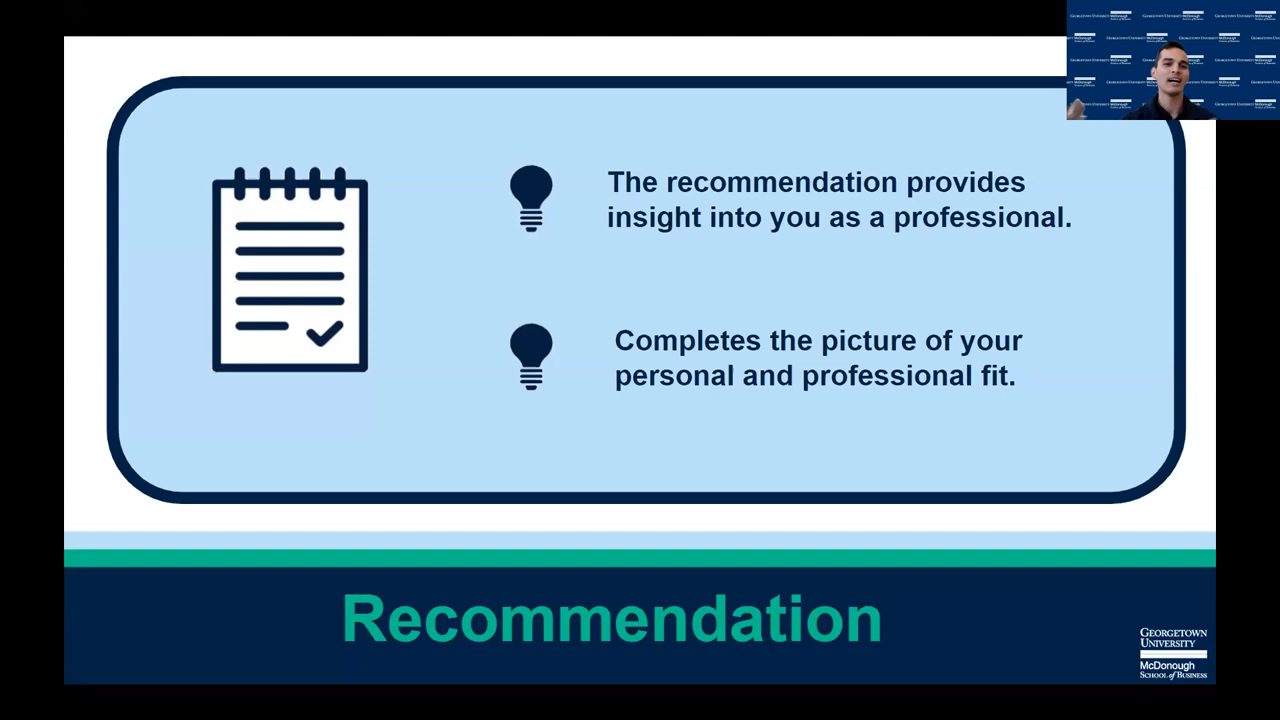 The recommendation provides
insight into you as a professional.
Completes the picture of your
personal and professional fit.
Recommendation
GEORGETOWN
UNIVERSITY
McDonough
SCHOOL of BUSINESS